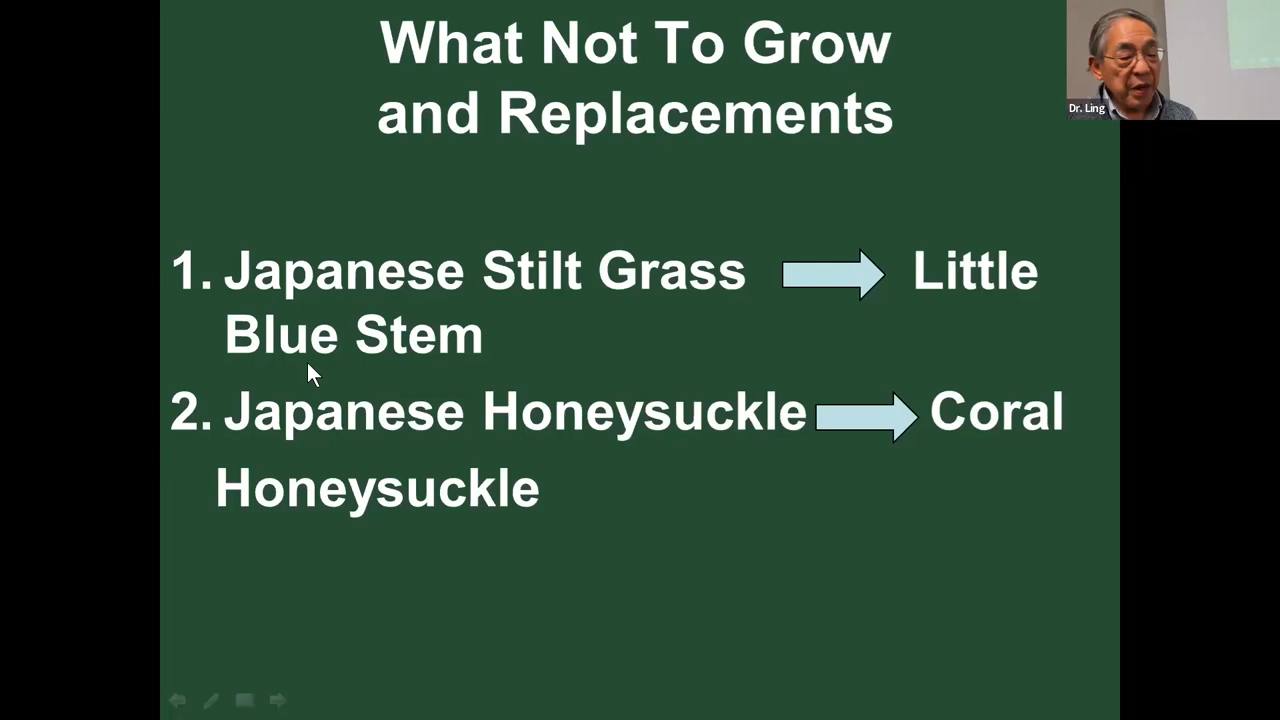 What Not To Grow
and Replacements
Dr. Ling
1. Japanese Stilt Grass Little
Blue Stem
2. Japanese Honeysuckle Coral
Honeysuckle